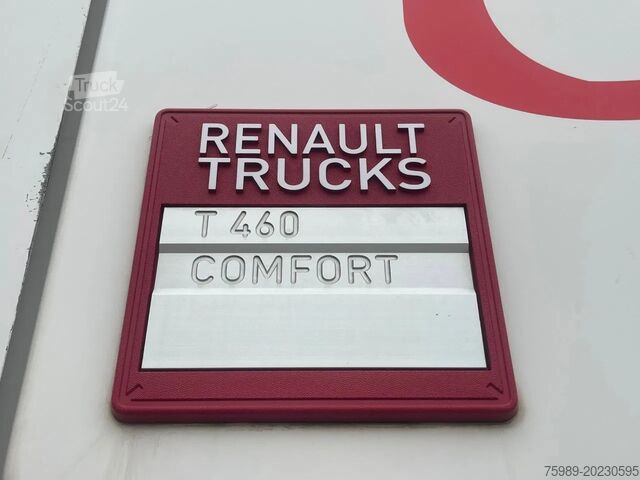 Truck
Scout24
RENAULT
TRUCKS
T 460
COMFORT
75989-20230595